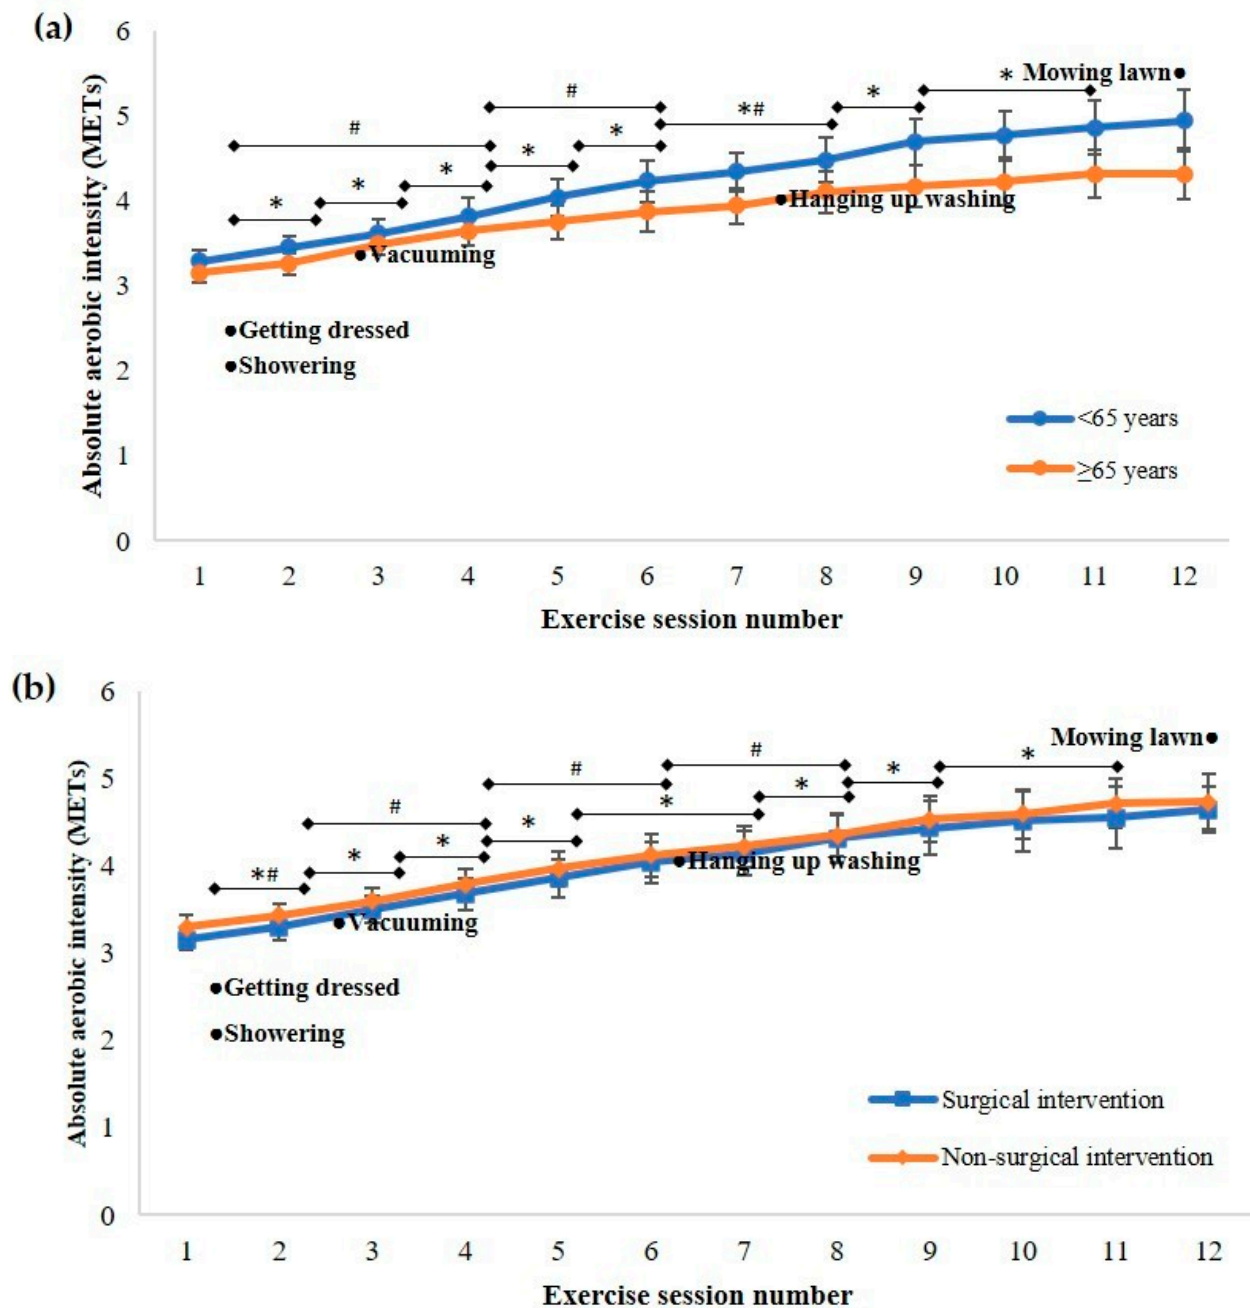 (a)
6
5
4
3
2
1
0
Absolute aerobic intensity (METs)
# 
* Mowing lawn●
*
*#
#
*
*
*
*
*
●Hanging up washing
●Vacuuming
●Getting dressed
●Showering
<65 years
≥65 years
1 2 3 4 5 6 7 8 9 10 11 12
Exercise session number
(b)
6
5
4
3
2
1
0
Absolute aerobic intensity (METs)
Mowing lawn●
#
*
#
*
*
#
*
*
*
*
*#
●Hanging up washing
●Vacuuming
●Getting dressed
●Showering
Surgical intervention
Non-surgical intervention
1 2 3 4 5 6 7 8 9 10 11 12
Exercise session number